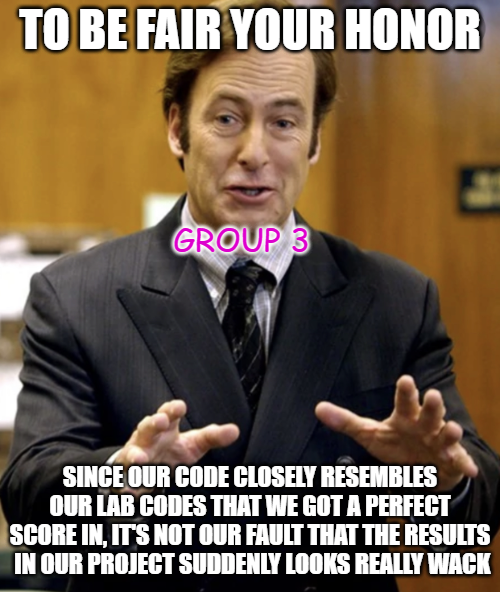 TO BE FAIR YOUR HONOR
GROUP 3
SINCE OUR CODE CLOSELY RESEMBLES
OUR LAB CODES THAT WE GOT A PERFECT
SCORE IN, IT'S NOT OUR FAULT THAT THE RESULTS
IN OUR PROJECT SUDDENLY LOOKS REALLY WACK